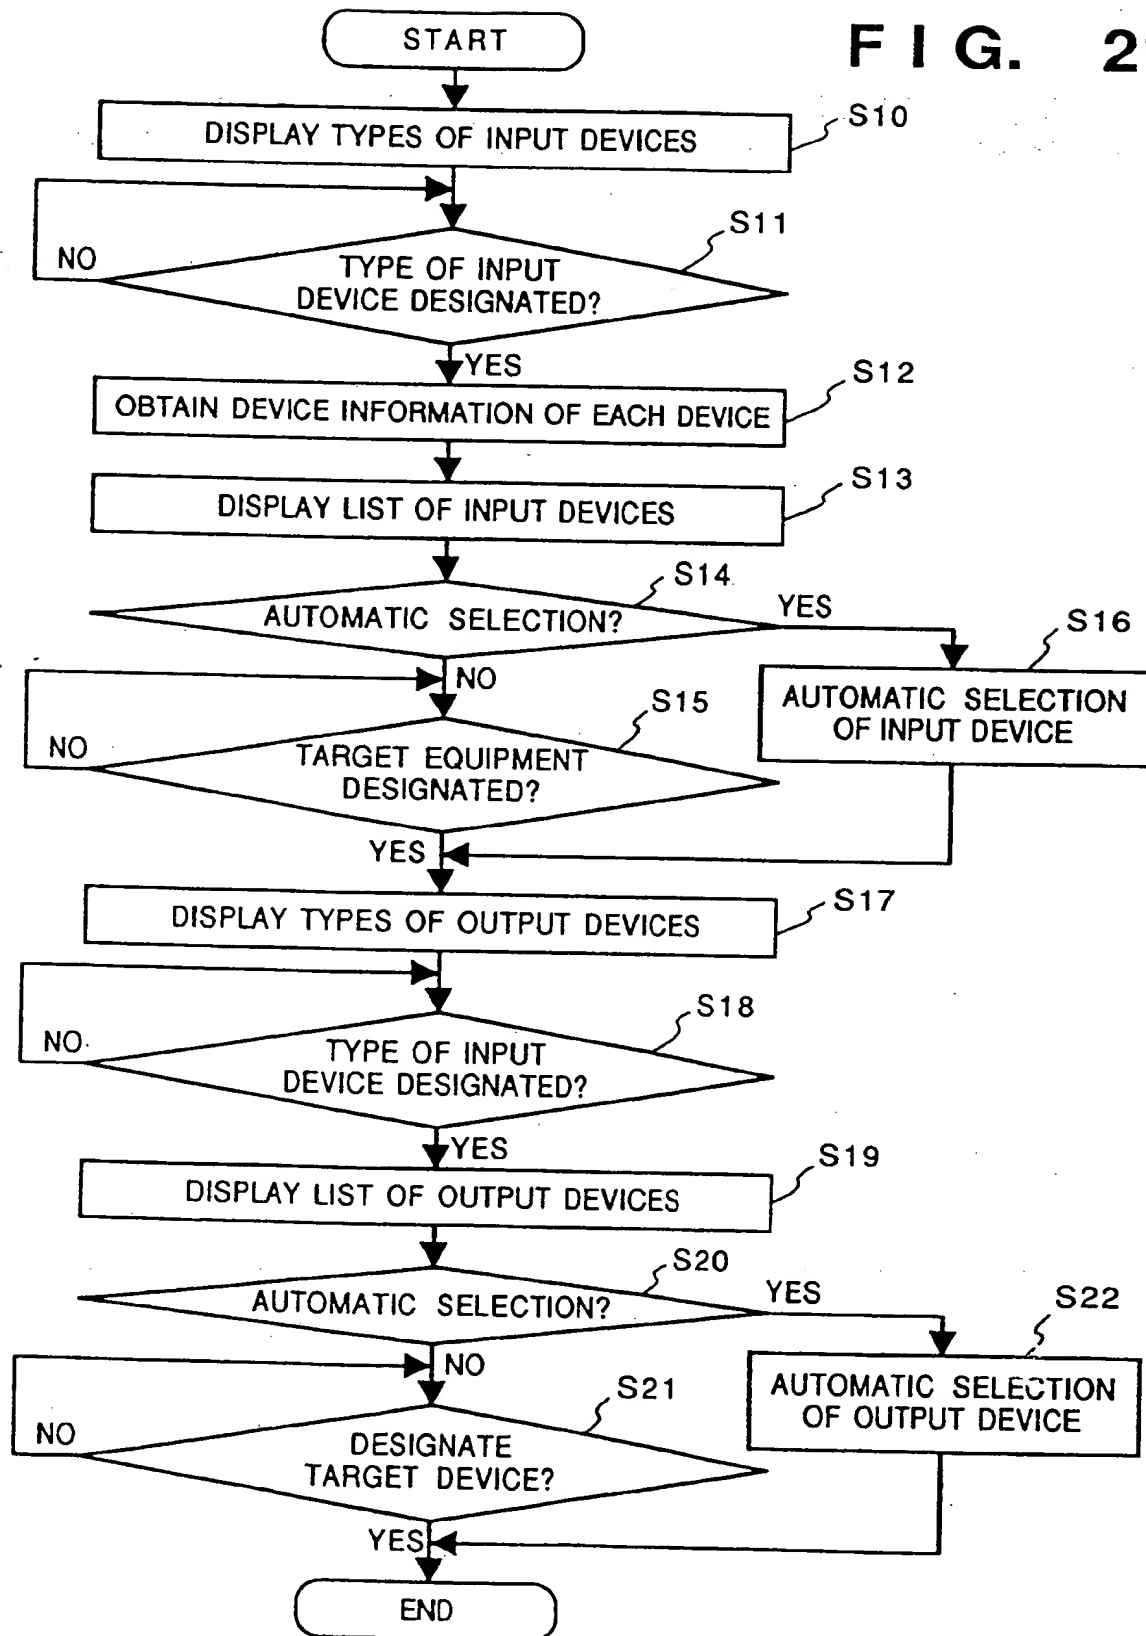 START
FIG. 2
DISPLAY TYPES OF INPUT DEVICES
S10
S11
NO
TYPE OF INPUT
DEVICE DESIGNATED?
YES
S12
OBTAIN DEVICE INFORMATION OF EACH DEVICE
S13
DISPLAY LIST OF INPUT DEVICES
S14
AUTOMATIC SELECTION?
YES
S16
NO
AUTOMATIC SELECTION
OF INPUT DEVICE
S15
NO
TARGET EQUIPMENT
DESIGNATED?
YES
S17
DISPLAY TYPES OF OUTPUT DEVICES
S18
NO
TYPE OF INPUT
DEVICE DESIGNATED?
YES
S19
DISPLAY LIST OF OUTPUT DEVICES
S20
AUTOMATIC SELECTION?
YES
S22
NO
AUTOMATIC SELECTION
OF OUTPUT DEVICE
S21
NO
DESIGNATE
TARGET DEVICE?
YES
END